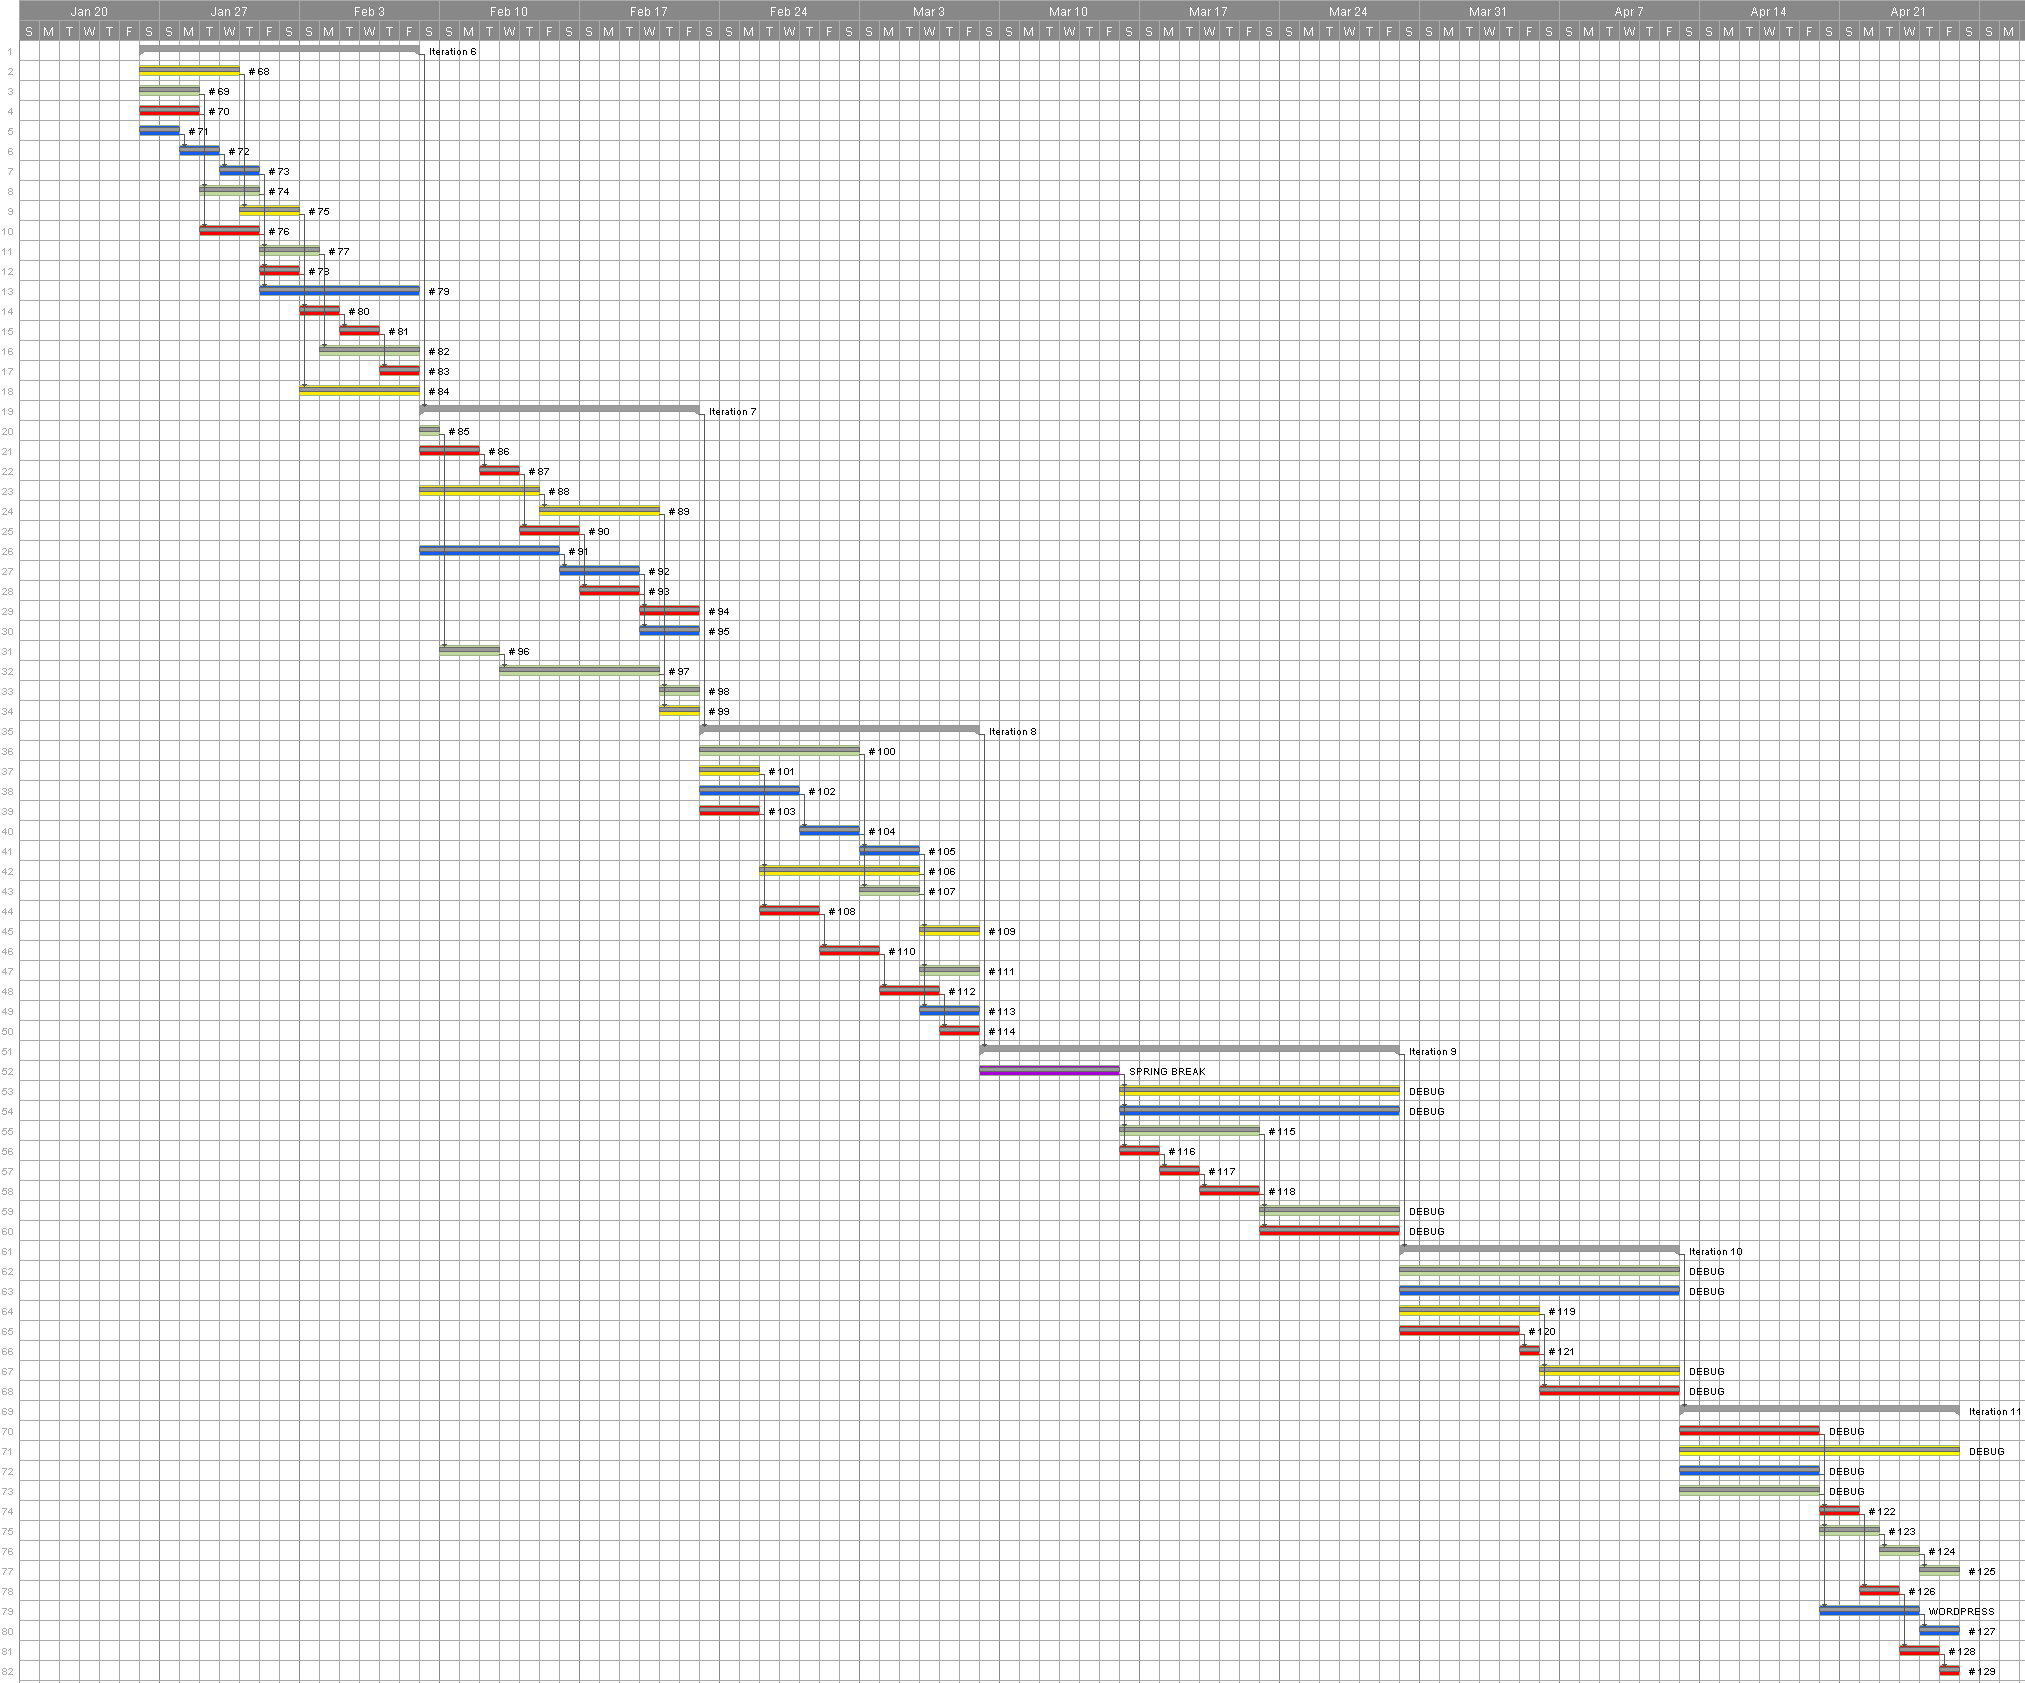 Jan 20 Jan 27 Feb 3 Feb 10 Feb 17 Feb 24 Mar 3 Mar 10 Mar 17 Mar 24 Mar 31 Apr 7 Apr 14 Apr 21
S M T W T F S S M T W T F S S M T W T F S S M T W T F S S M T W T F S S M T W T F S S M T W T F S S M T W T F S S M T W T F S S M T W T F S S M T W T F S S M T W T F S S M T W T F S S M T W T F S S M
1 Iteration 6
2 #68
3 #69
4 #70
5 #71
6 #72
7 #73
8 #74
9 #75
10 #76
11 #77
12 #78
13 #79
14 #80
15 #81
16 #82
17 #83
18 #84
19 Iteration 7
20 #85
21 #86
22 #87
23 #88
24 #89
25 #90
26 #91
27 #92
28 #93
29 #94
30 #95
31 #96
32 #97
33 #98
34 #99
35 Iteration 8
36 #100
37 #101
38 #102
39 #103
40 #104
41 #105
42 #106
43 #107
44 #108
45 #109
46 #110
47 #111
48 #112
49 #113
50 #114
51 Iteration 9
52 SPRING BREAK
53 DEBUG
54 DEBUG
55 #115
56 #116
57 #117
58 #118
59 DEBUG
60 DEBUG
61 Iteration 10
62 DEBUG
63 DEBUG
64 #119
65 #120
66 #121
67 DEBUG
68 DEBUG
69 Iteration 11
70 DEBUG
71 DEBUG
72 DEBUG
73 DEBUG
74 #122
75 #123
76 #124
77 #125
78 #126
79 WORDPRESS
80 #127
81 #128
82 #129